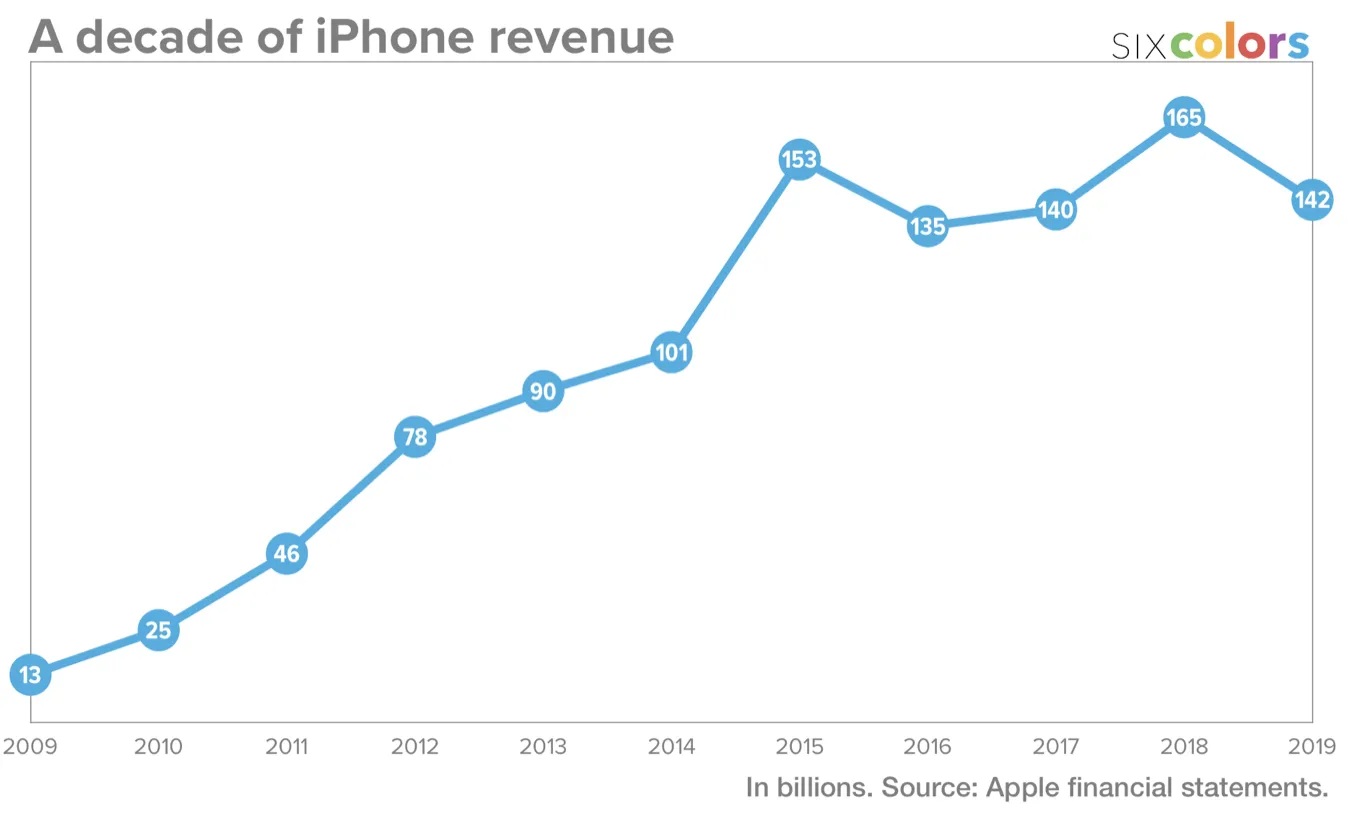 A decade of iPhone revenue
sixcolors
165
153
142
140
135
101
90
78
46
25
13
2009 2010 2011 2012 2013 2014 2015 2016 2017 2018 2019
In billions. Source: Apple financial statements.